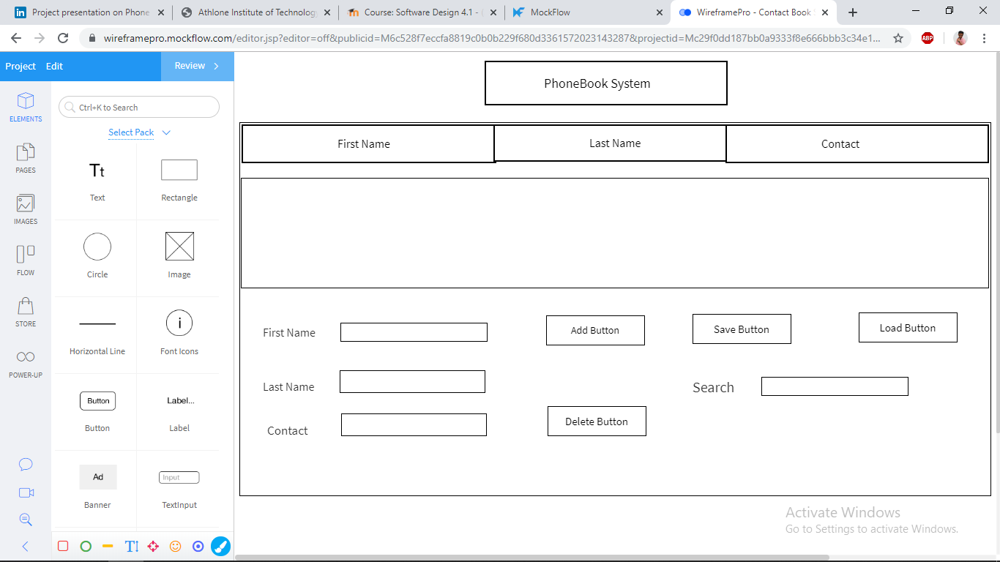 Project presentation on Phone
Athlone Institute of Technology
Course: Software Design 4.1 -
MockFlow
WireframePro - Contact Book
wireframepro.mockflow.com/editor.jsp?editor=off&publicid=M6c528f7eccfa8819c0b0b229f680d3361572023143287&projectid=Mc29f0dd187bb0a9333f8e666bbb3c34e1...
ABP
Project Edit Review
Ctrl+K to Search
Select Pack
ELEMENTS
PAGES
IMAGES
FLOW
STORE
POWER-UP
Tt
Text
Rectangle
Circle
Image
Horizontal Line
Font Icons
Button
Button
Label...
Label
Ad
Banner
Input
TextInput
PhoneBook System
First Name Last Name Contact
First Name
Add Button
Save Button
Load Button
Last Name
Search
Contact
Delete Button
Activate Windows
Go to Settings to activate Windows.